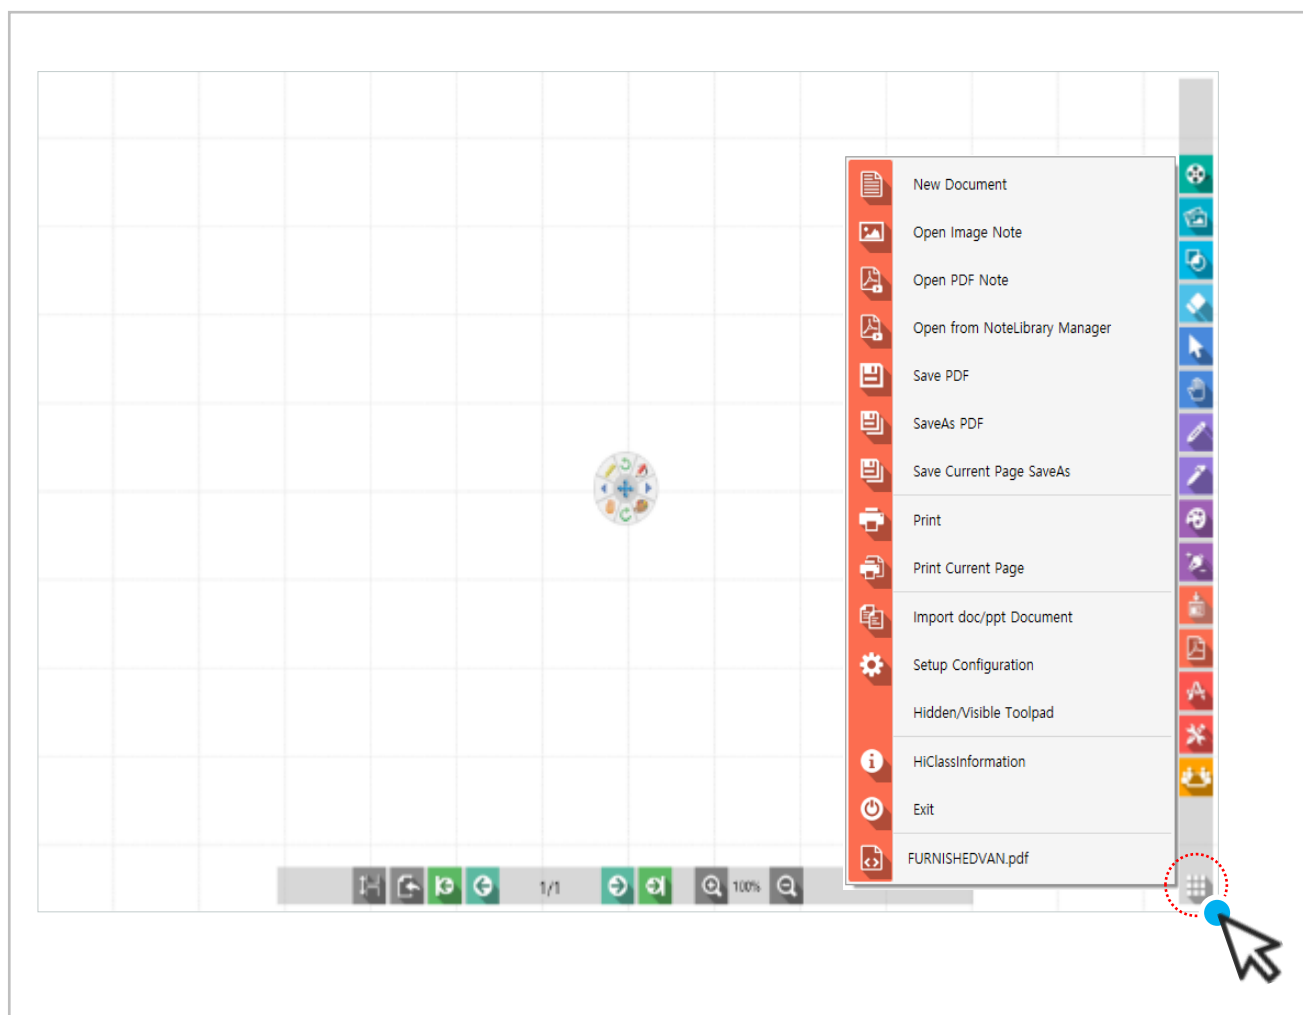 New Document
Open Image Note
Open PDF Note
Open from NoteLibrary Manager
Save PDF
SaveAs PDF
Save Current Page SaveAs
Print
Print Current Page
Import doc/ppt Document
Setup Configuration
Hidden/Visible Toolpad
HiClassInformation
Exit
FURNISHEDVAN.pdf
1/1
100%